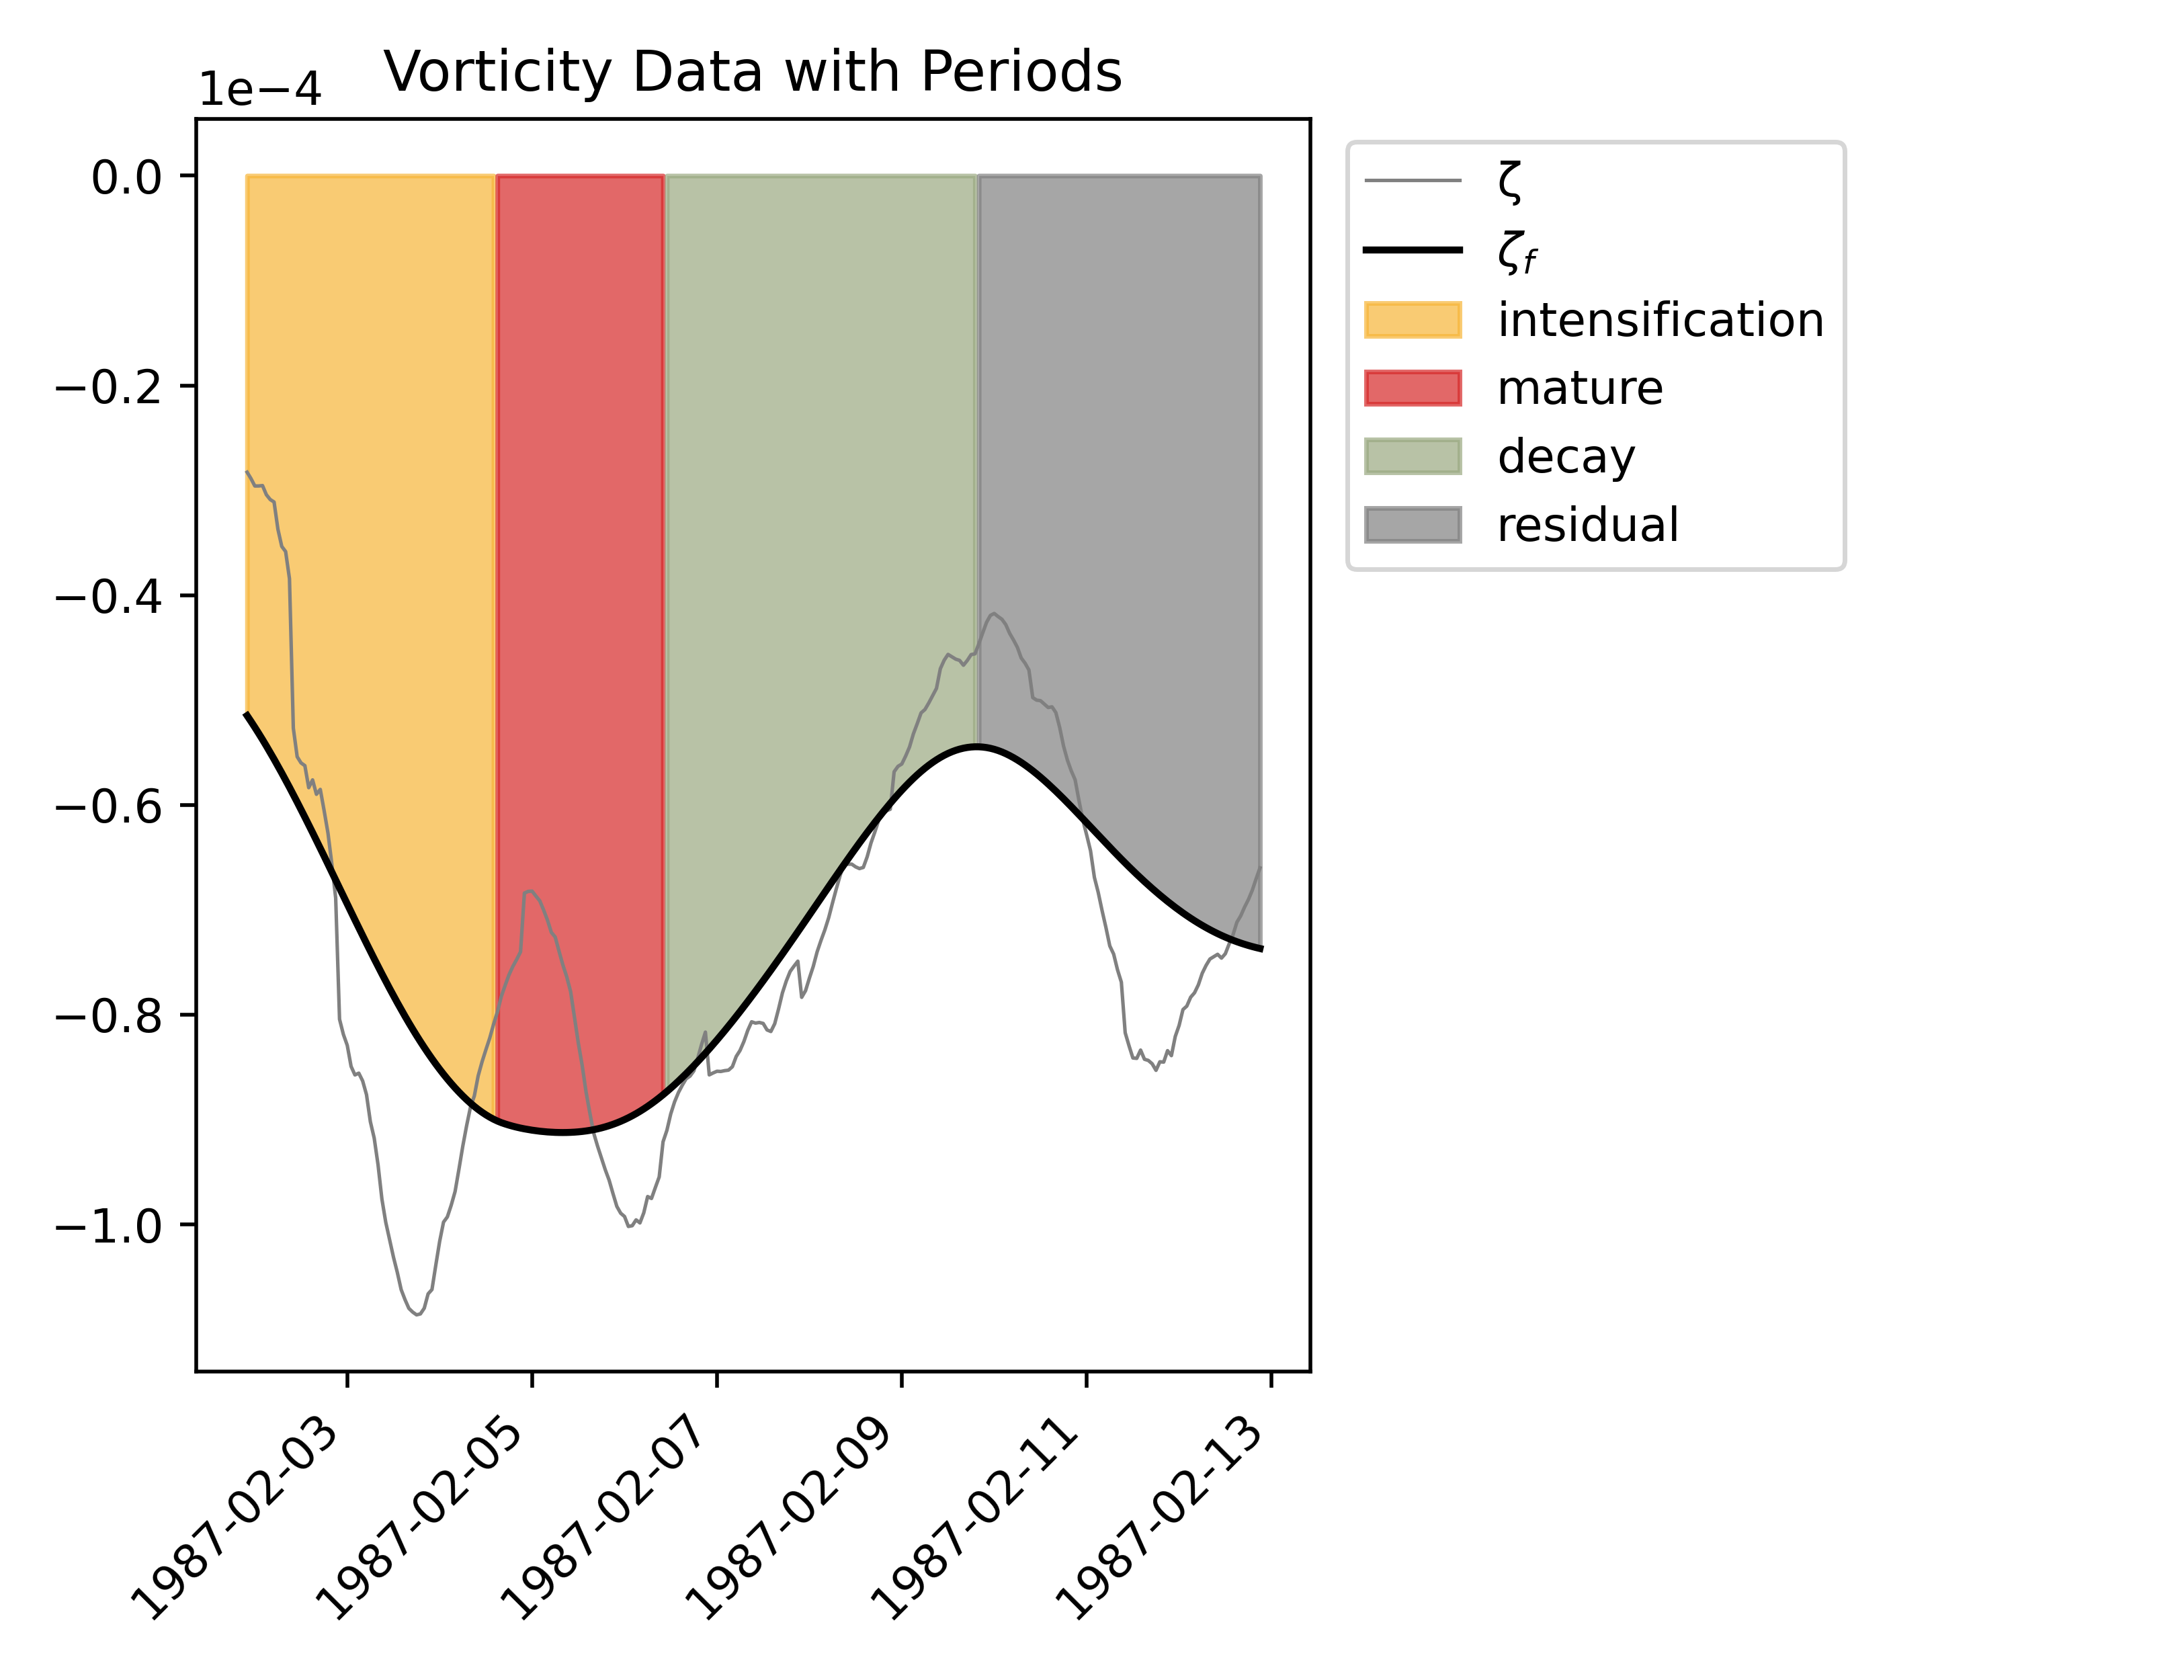 Vorticity Data with Periods
1e−4
0.0
−0.2
−0.4
−0.6
−0.8
−1.0
1987-02-03
1987-02-05
1987-02-07
1987-02-09
1987-02-11
1987-02-13
ζ
ζf
intensification
mature
decay
residual